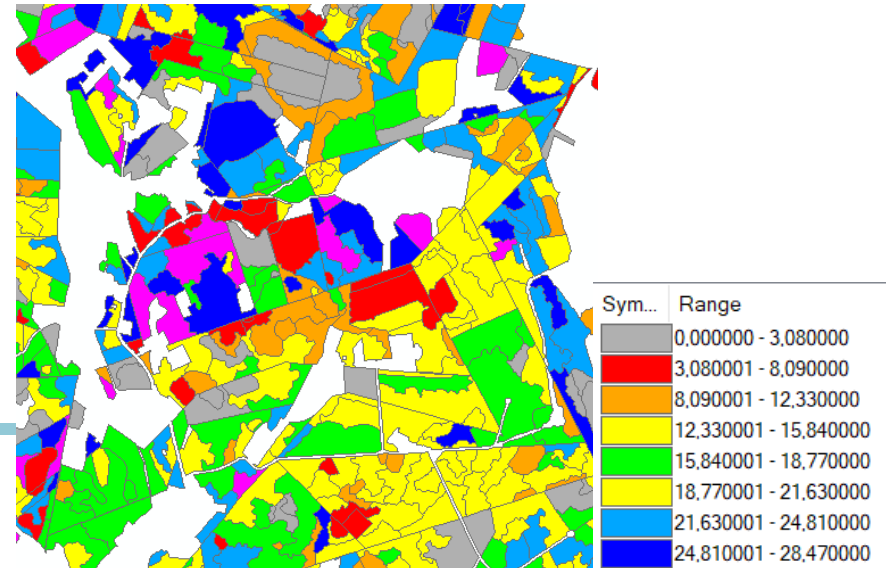 Sym... Range
0,000000 - 3,080000
3,080001 - 8,090000
8,090001 - 12,330000
12,330001 - 15,840000
15,840001 - 18,770000
18,770001 - 21,630000
21,630001 - 24,810000
24,810001 - 28,470000